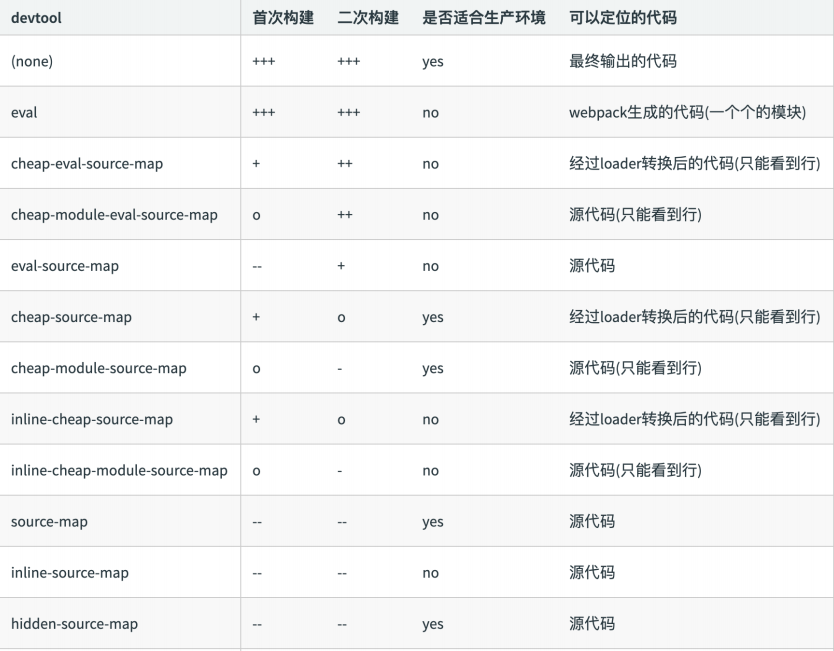 devtool 首次构建 二次构建 是否适合生产环境 可以定位的代码
(none) +++ +++ yes 最终输出的代码
eval +++ +++ no webpack生成的代码(一个个的模块)
cheap-eval-source-map + ++ no 经过loader转换后的代码(只能看到行)
cheap-module-eval-source-map o ++ no 源代码(只能看到行)
eval-source-map -- + no 源代码
cheap-source-map + o yes 经过loader转换后的代码(只能看到行)
cheap-module-source-map o - yes 源代码(只能看到行)
inline-cheap-source-map + o no 经过loader转换后的代码(只能看到行)
inline-cheap-module-source-map o - no 源代码(只能看到行)
source-map -- -- yes 源代码
inline-source-map -- -- no 源代码
hidden-source-map -- -- yes 源代码